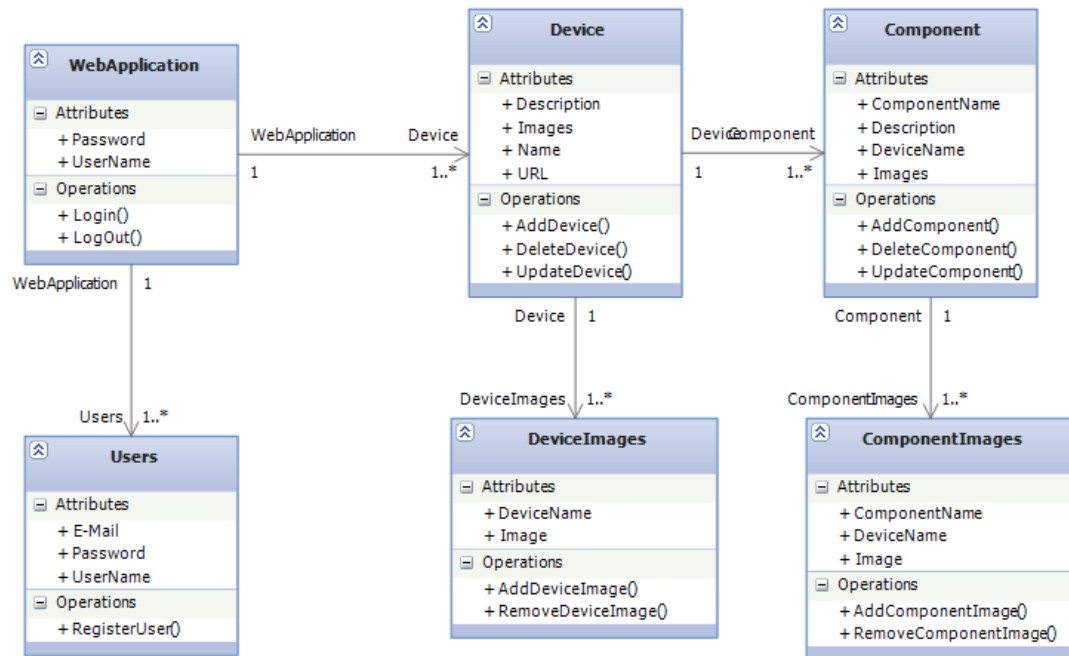 WebApplication
Attributes
+ Password
+ UserName
Operations
+ Login()
+ LogOut()
WebApplication
Device
1
1..*
Device
Attributes
+ Description
+ Images
+ Name
+ URL
Operations
+ AddDevice()
+ DeleteDevice()
+ UpdateDevice()
Device
Component
1
1..*
Component
Attributes
+ ComponentName
+ Description
+ DeviceName
+ Images
Operations
+ AddComponent()
+ DeleteComponent()
+ UpdateComponent()
WebApplication
1
Users
1..*
Device
1
DeviceImages
1..*
Component
1
ComponentImages
1..*
Users
Attributes
+ E-Mail
+ Password
+ UserName
Operations
+ RegisterUser()
DeviceImages
Attributes
+ DeviceName
+ Image
Operations
+ AddDeviceImage()
+ RemoveDeviceImage()
ComponentImages
Attributes
+ ComponentName
+ DeviceName
+ Image
Operations
+ AddComponentImage()
+ RemoveComponentImage()